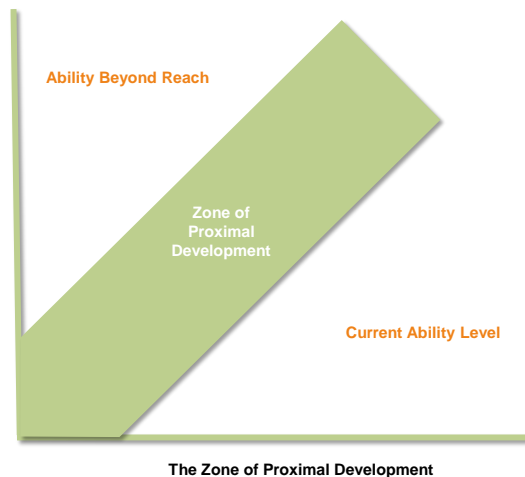 Ability Beyond Reach
Zone of
Proximal
Development
Current Ability Level
The Zone of Proximal Development